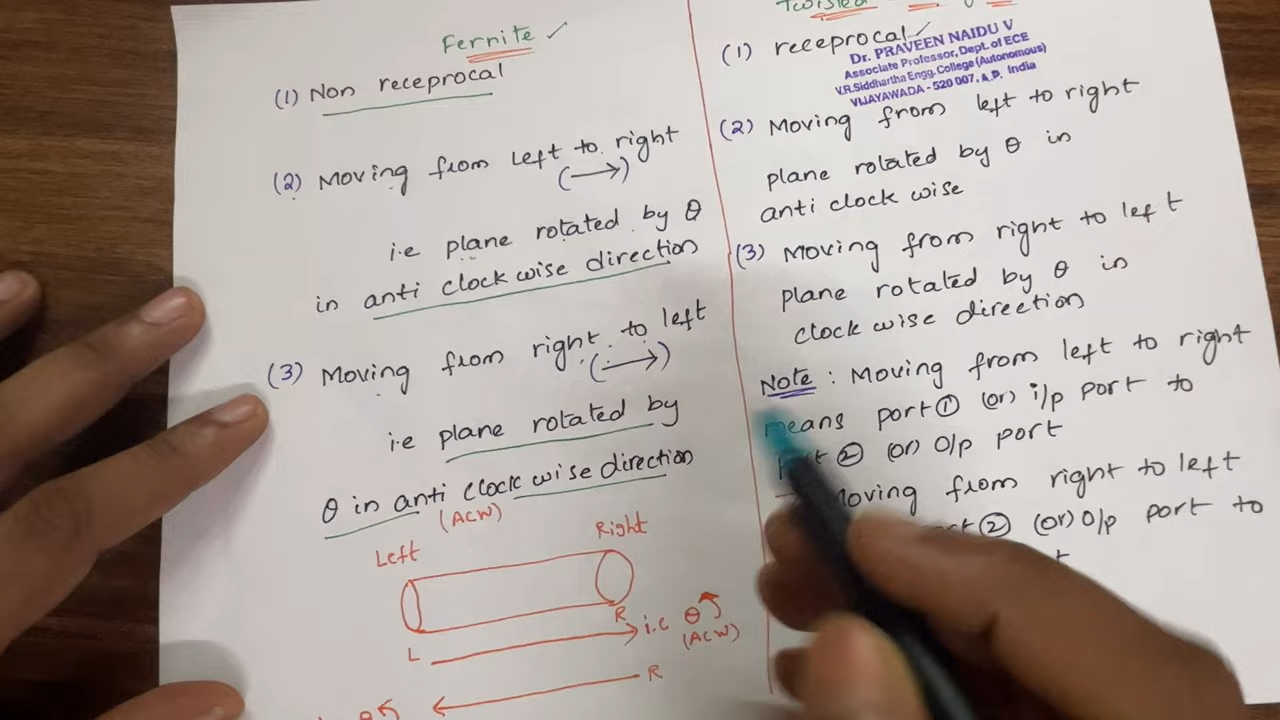 Fernite
(1) Non receprocal
(2) Moving from left to right
(→)
i.e plane rotated by θ
in anti clock wise direction
(3) Moving from right to left
(→)
i.e plane rotated by
θ in anti clock wise direction
(ACW)
Left
Right
R
L
i.e θ
(ACW)
R
θ
Twisted
(1) receprocal
Dr. PRAVEEN NAIDU V
Associate Professor, Dept. of ECE
V.R.Siddhartha Engg. College (Autonomous)
VIJAYAWADA - 520 007, A.P. India
(2) Moving from left to right
plane rotated by θ in
anti clock wise
(3) Moving from right to left
plane rotated by θ in
clock wise direction
Note : Moving from left to right
means port ① (or) i/p port to
② (or) O/p port
→ Moving from right to left
② (or) O/p port to